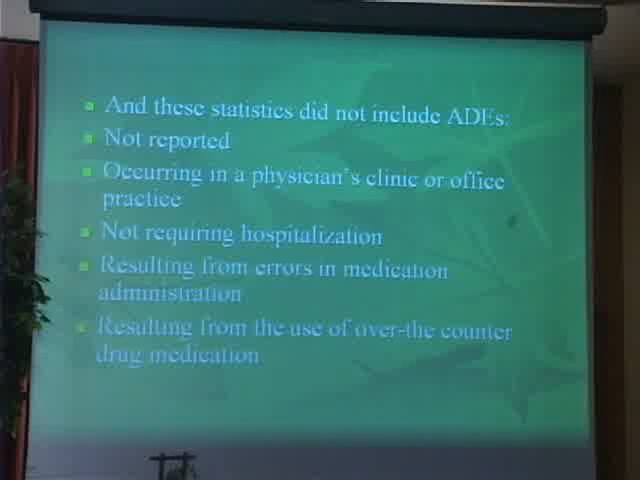 And these statistics did not include ADEs:
Not reported
Occurring in a physician's clinic or office
practice
Not requiring hospitalization
Resulting from errors in medication
administration
Resulting from the use of over-the counter
drug medication